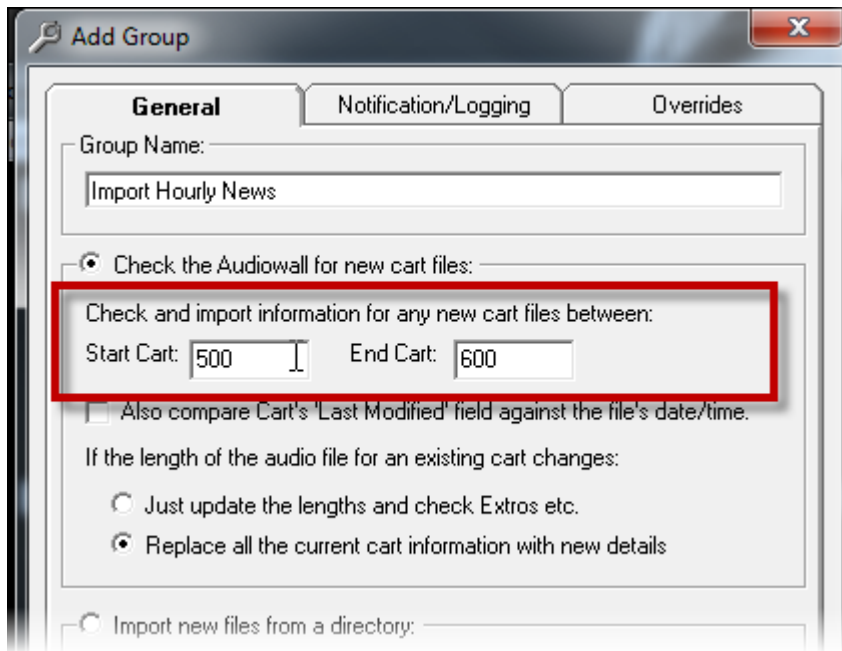 Add Group
General Notification/Logging Overrides
Group Name:
Import Hourly News
Check the Audiowall for new cart files:
Check and import information for any new cart files between:
Start Cart: 500 End Cart: 600
Also compare Cart's 'Last Modified' field against the file's date/time.
If the length of the audio file for an existing cart changes:
Just update the lengths and check Extros etc.
Replace all the current cart information with new details
Import new files from a directory: